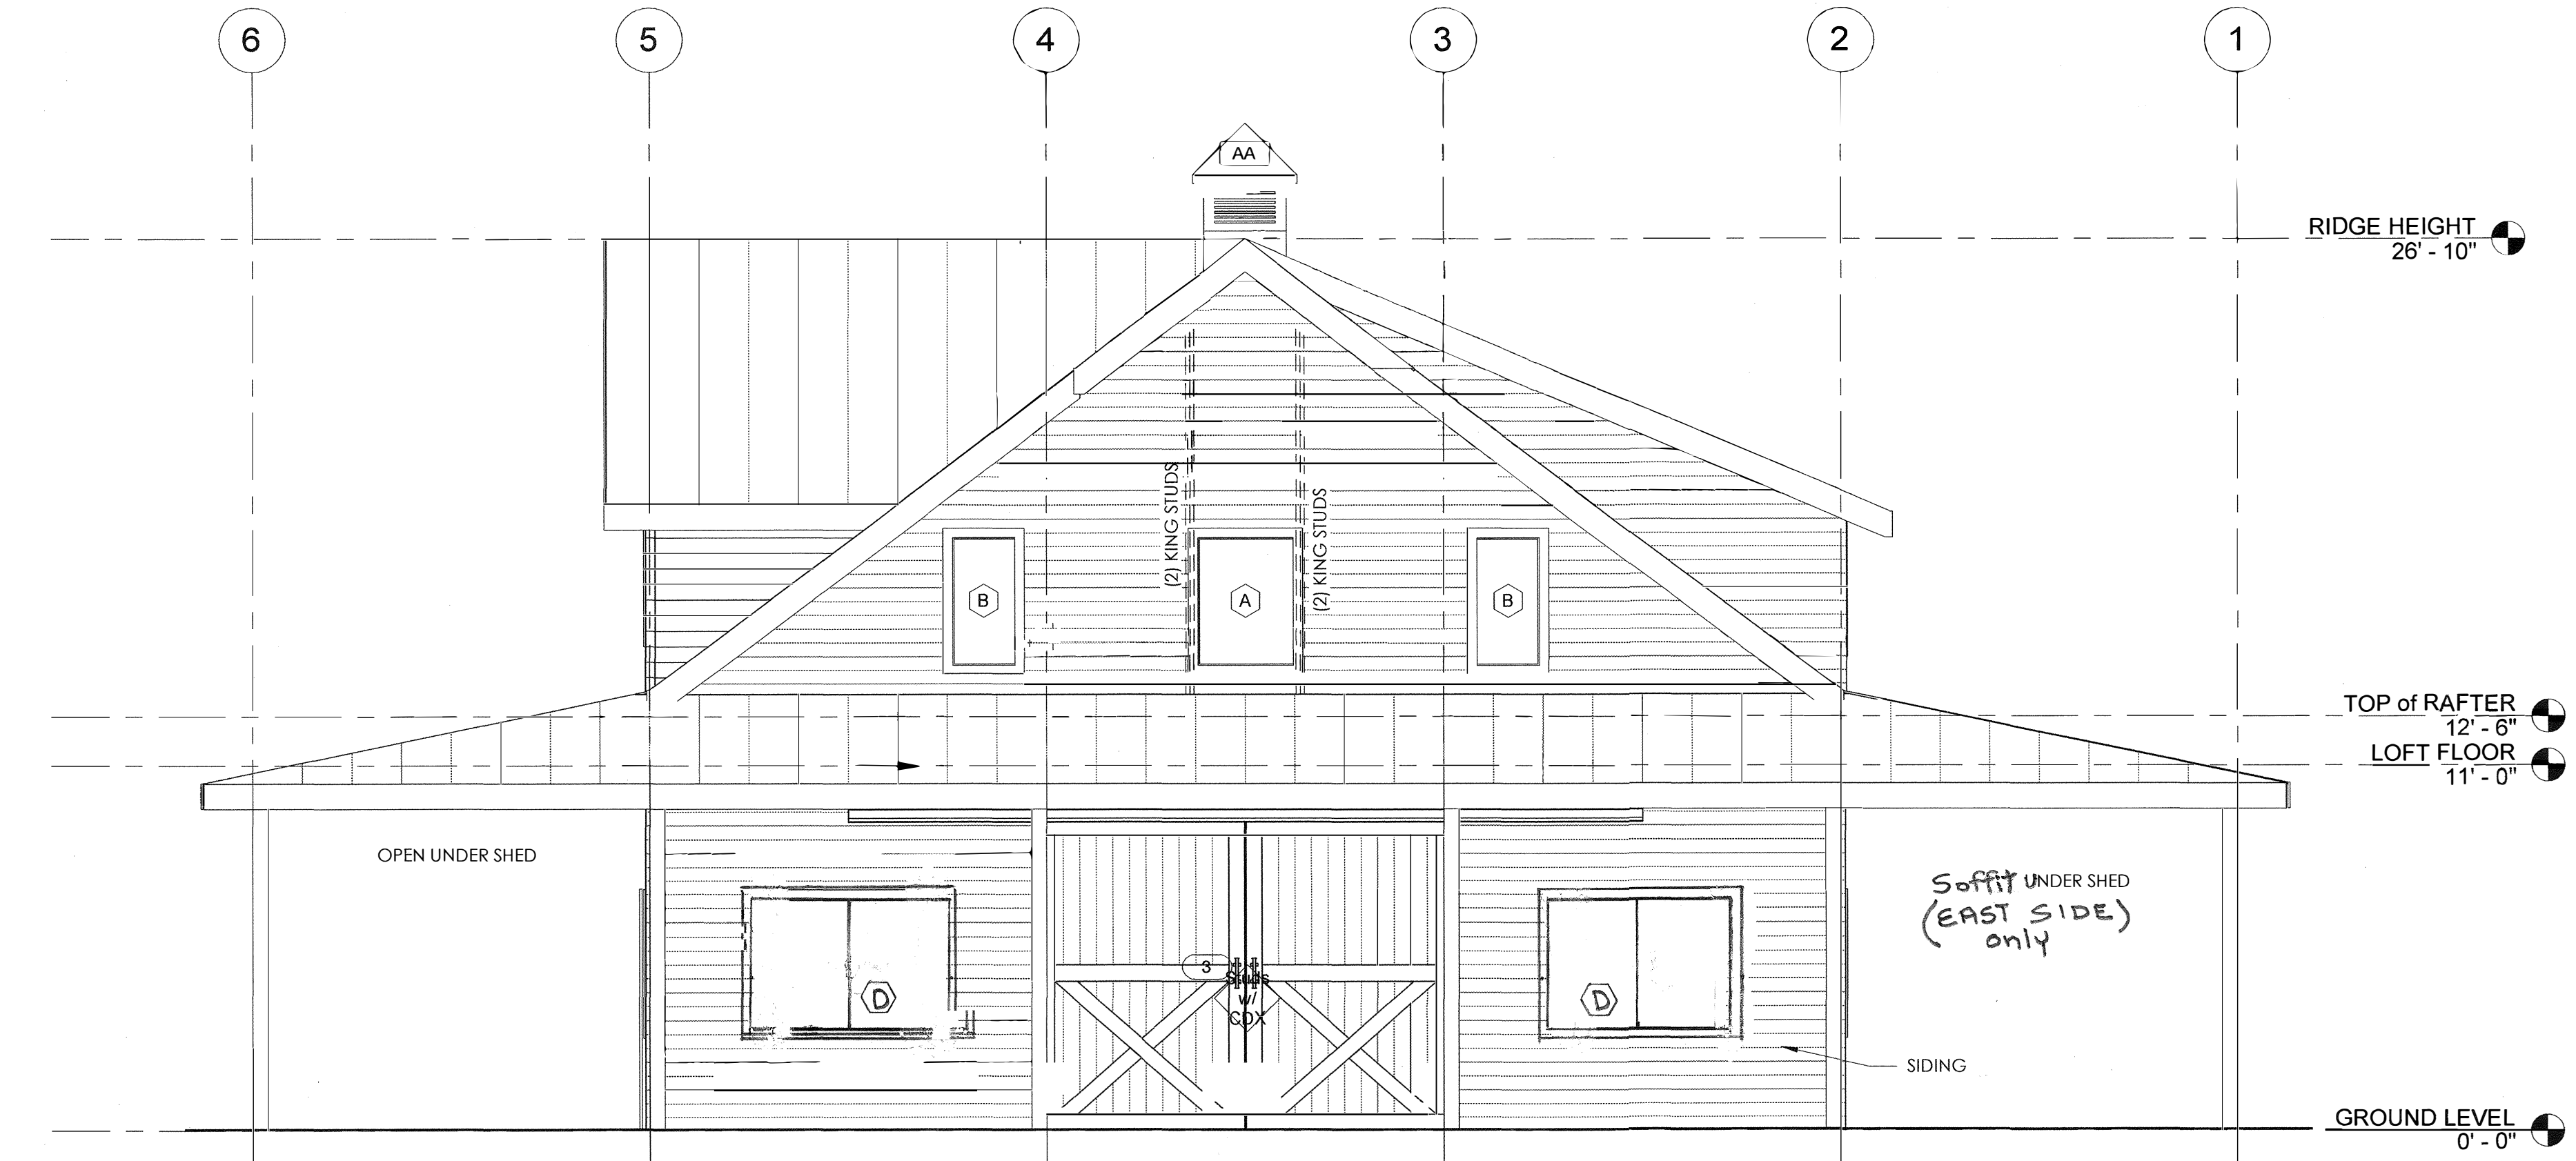 6
5
4
3
2
1
AA
RIDGE HEIGHT
26' - 10"
(2) KING STUDS
(2) KING STUDS
B
A
B
TOP of RAFTER
12' - 6"
LOFT FLOOR
11' - 0"
OPEN UNDER SHED
Soffit UNDER SHED
(EAST SIDE)
only
3
Studs
w/
CDX
D
D
SIDING
GROUND LEVEL
0' - 0"